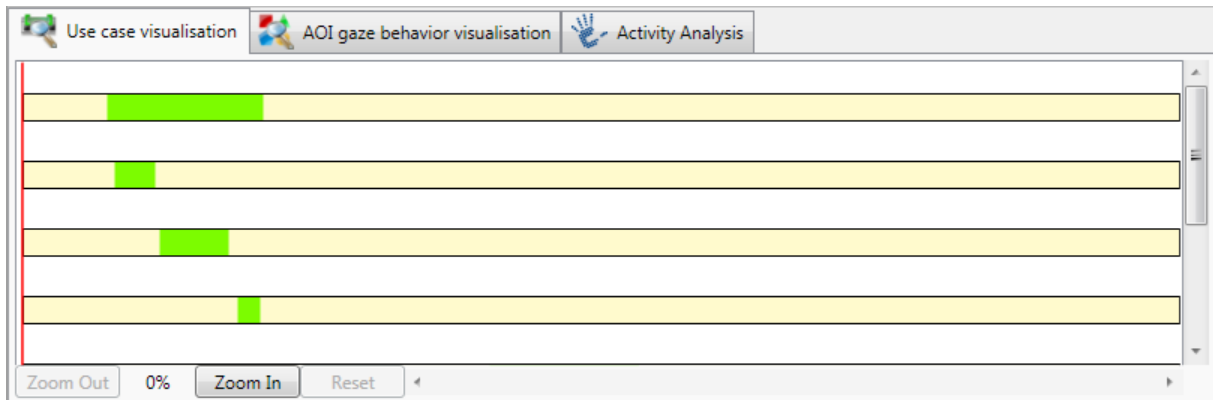 Use case visualisation AOI gaze behavior visualisation Activity Analysis
Zoom Out 0% Zoom In Reset